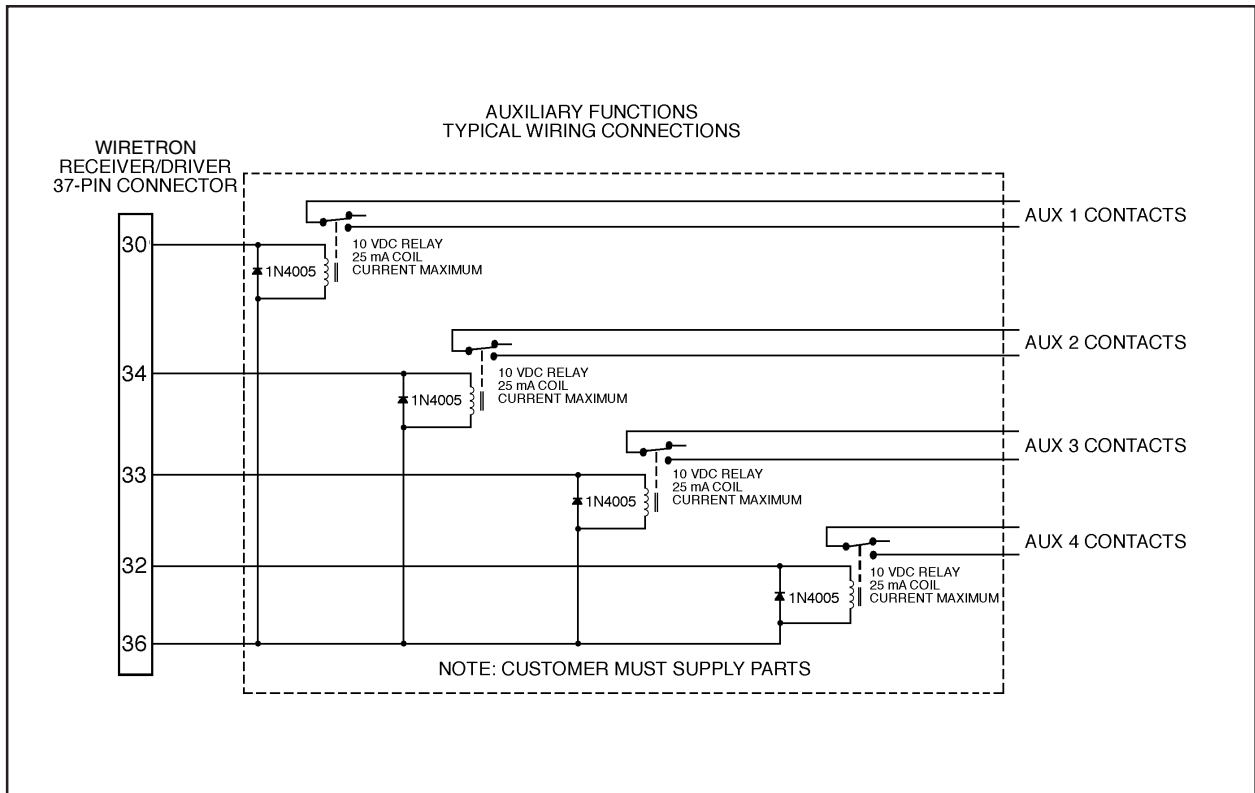 AUXILIARY FUNCTIONS
TYPICAL WIRING CONNECTIONS
WIRETRON
RECEIVER/DRIVER
37-PIN CONNECTOR
AUX 1 CONTACTS
30
1N4005
10 VDC RELAY
25 mA COIL
CURRENT MAXIMUM
AUX 2 CONTACTS
34
1N4005
10 VDC RELAY
25 mA COIL
CURRENT MAXIMUM
AUX 3 CONTACTS
33
1N4005
10 VDC RELAY
25 mA COIL
CURRENT MAXIMUM
AUX 4 CONTACTS
32
1N4005
10 VDC RELAY
25 mA COIL
CURRENT MAXIMUM
36
NOTE: CUSTOMER MUST SUPPLY PARTS